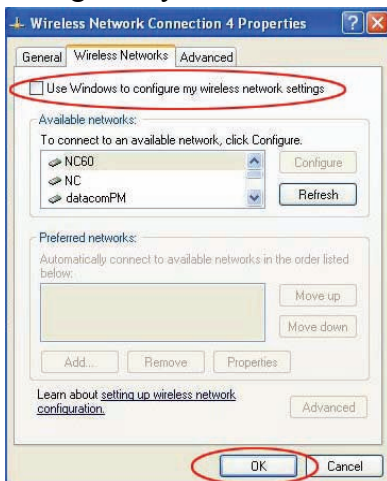 Wireless Network Connection 4 Properties
General Wireless Networks Advanced
Use Windows to configure my wireless network settings
Available networks:
To connect to an available network, click Configure.
NC60
NC
datacomPM
Configure
Refresh
Preferred networks:
Automatically connect to available networks in the order listed
below:
Move up
Move down
Add... Remove Properties
Learn about setting up wireless network
configuration.
Advanced
OK Cancel